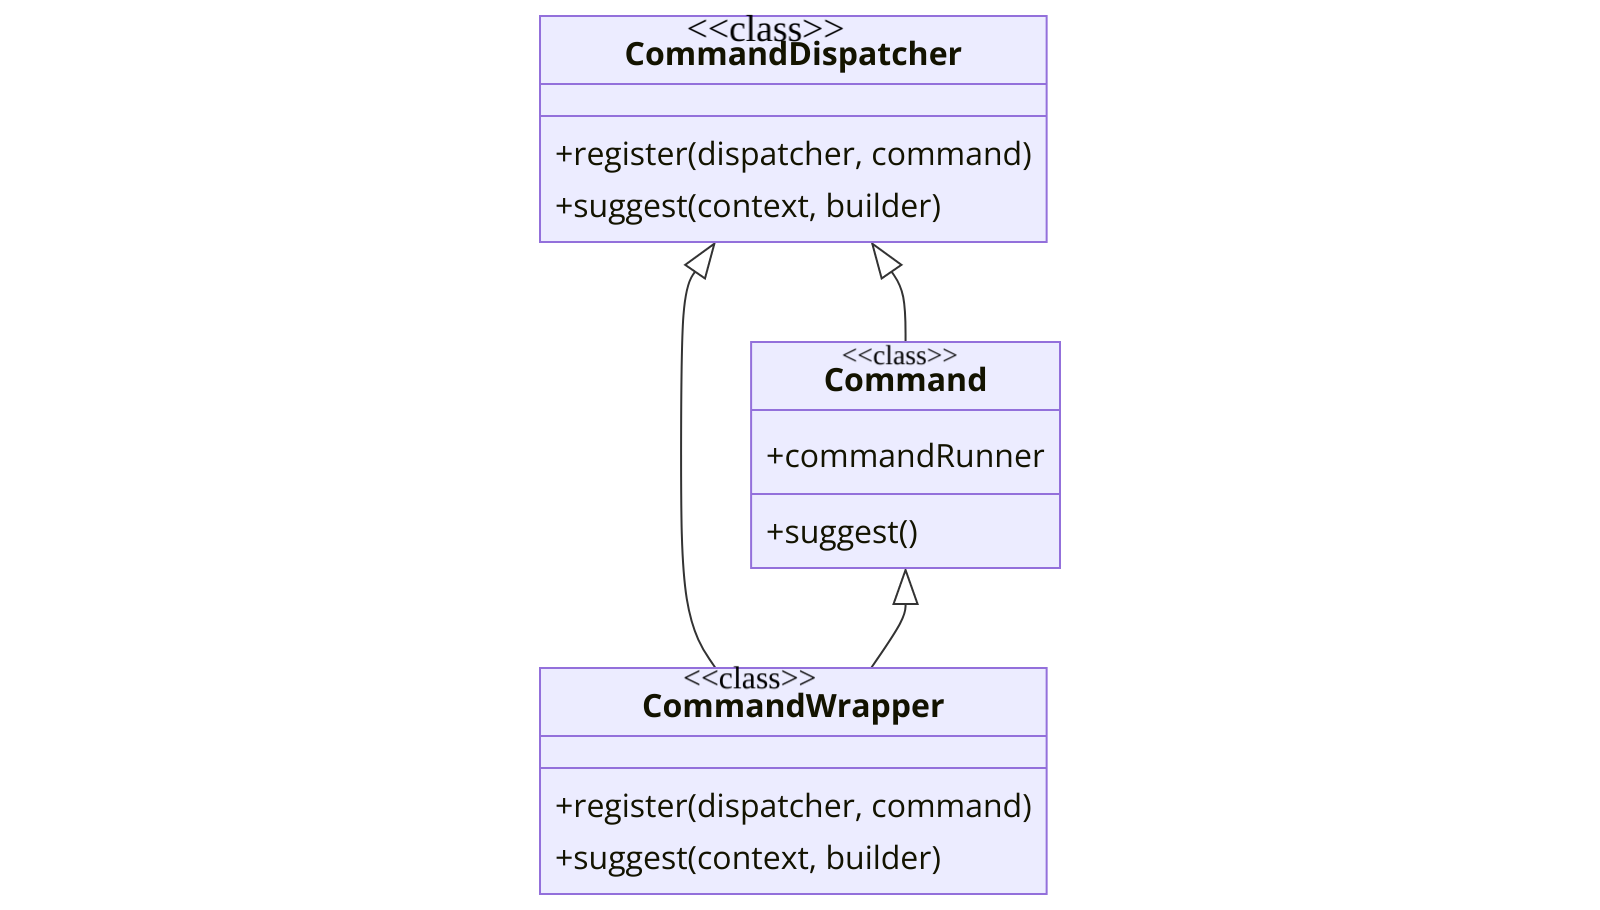 <<class>>
CommandDispatcher
+register(dispatcher, command)
+suggest(context, builder)
<<class>>
Command
+commandRunner
+suggest()
<<class>>
CommandWrapper
+register(dispatcher, command)
+suggest(context, builder)